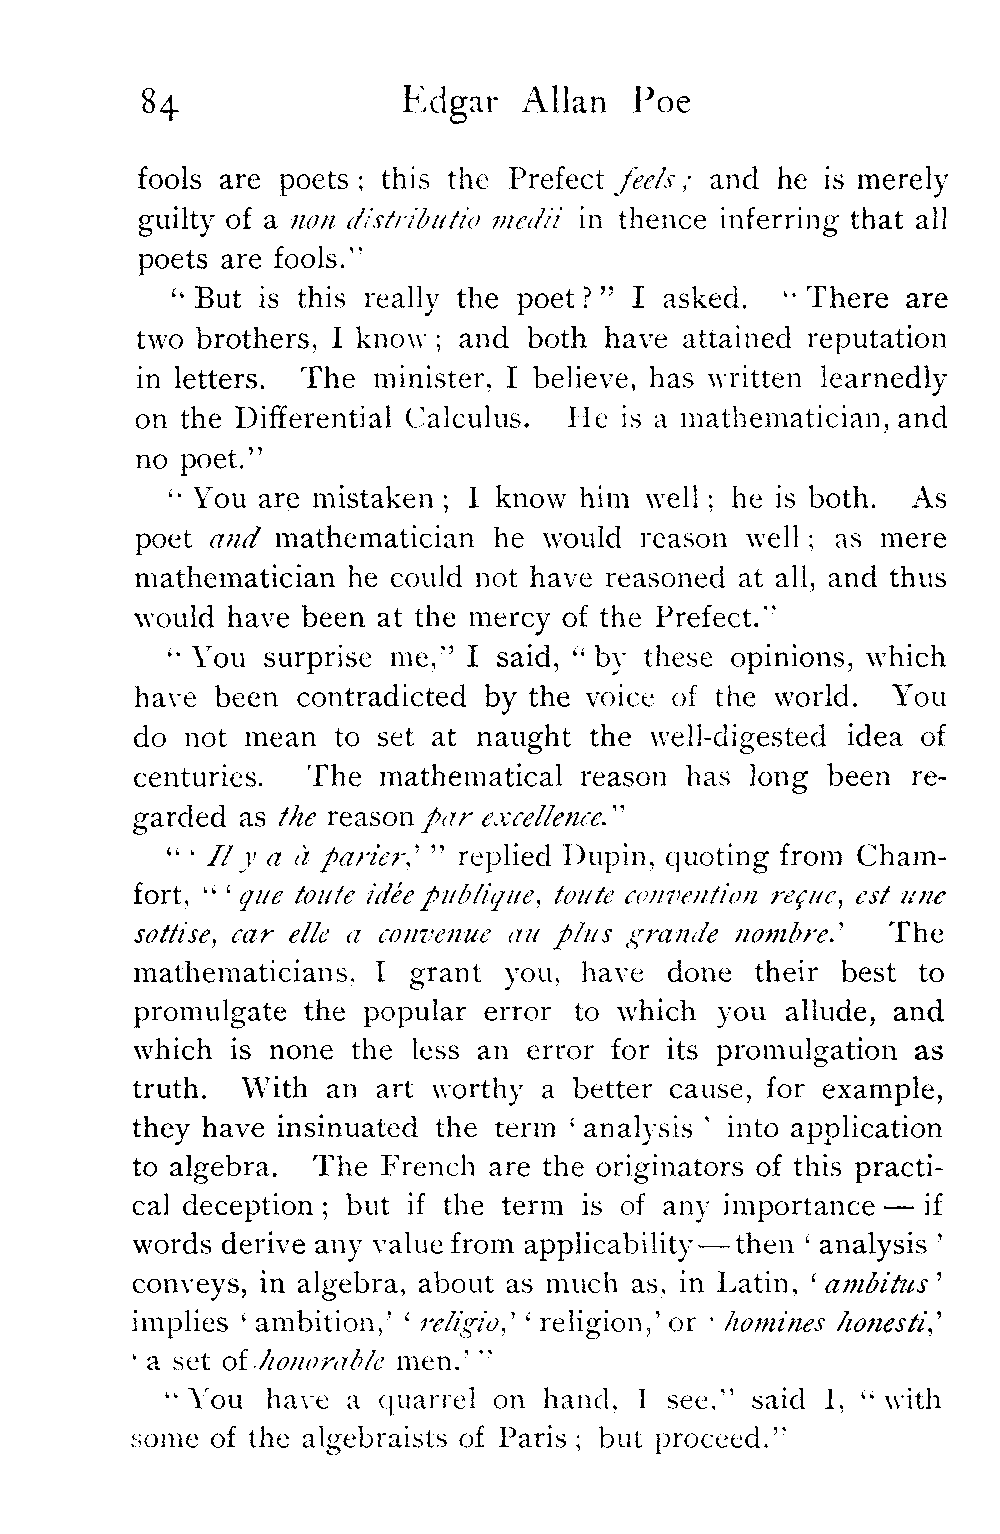 84 Edgar Allan Poe
fools are poets; this the Prefect feels; and he is merely
guilty of a non distributio medii in thence inferring that all
poets are fools."
"But is this really the poet?" I asked. "There are
two brothers, I know; and both have attained reputation
in letters. The minister, I believe, has written learnedly
on the Differential Calculus. He is a mathematician, and
no poet."
"You are mistaken; I know him well; he is both. As
poet and mathematician he would reason well; as mere
mathematician he could not have reasoned at all, and thus
would have been at the mercy of the Prefect."
"You surprise me," I said, "by these opinions, which
have been contradicted by the voice of the world. You
do not mean to set at naught the well-digested idea of
centuries. The mathematical reason has long been re-
garded as the reason par excellence."
"'Il y a à parier,'" replied Dupin, quoting from Cham-
fort, "'que toute idée publique, toute convention reçue, est une
sottise, car elle a convenue au plus grande nombre.' The
mathematicians, I grant you, have done their best to
promulgate the popular error to which you allude, and
which is none the less an error for its promulgation as
truth. With an art worthy a better cause, for example,
they have insinuated the term 'analysis' into application
to algebra. The French are the originators of this practi-
cal deception; but if the term is of any importance — if
words derive any value from applicability — then 'analysis'
conveys, in algebra, about as much as, in Latin, 'ambitus'
implies 'ambition,' 'religio,' 'religion,' or 'homines honesti,'
'a set of honorable men.'"
"You have a quarrel on hand, I see," said I, "with
some of the algebraists of Paris; but proceed."